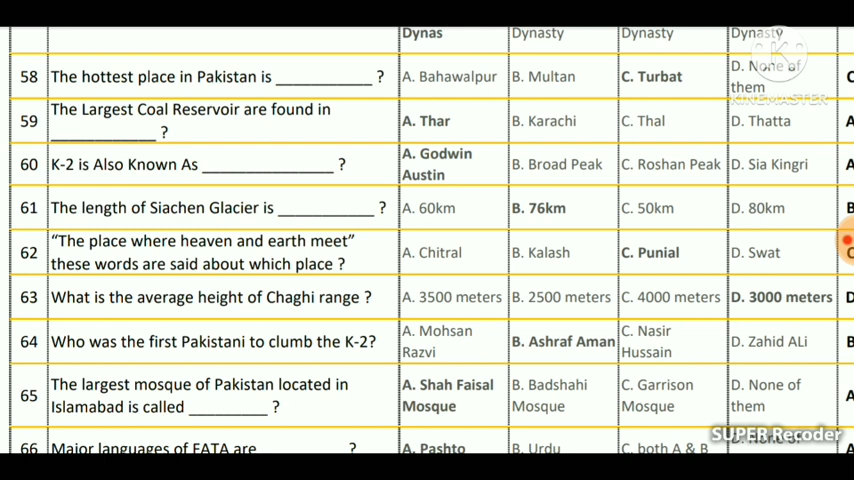 Dynas Dynasty Dynasty Dynasty
58 The hottest place in Pakistan is ___________ ? A. Bahawalpur B. Multan C. Turbat D. None of them C
KINEMASTER
59 The Largest Coal Reservoir are found in
____________ ? A. Thar B. Karachi C. Thal D. Thatta A
60 K-2 is Also Known As _______________ ? A. Godwin
Austin B. Broad Peak C. Roshan Peak D. Sia Kingri A
61 The length of Siachen Glacier is ___________ ? A. 60km B. 76km C. 50km D. 80km B
62 “The place where heaven and earth meet”
these words are said about which place ? A. Chitral B. Kalash C. Punial D. Swat C
63 What is the average height of Chaghi range ? A. 3500 meters B. 2500 meters C. 4000 meters D. 3000 meters D
64 Who was the first Pakistani to clumb the K-2? A. Mohsan
Razvi B. Ashraf Aman C. Nasir
Hussain D. Zahid ALi B
65 The largest mosque of Pakistan located in
Islamabad is called _________ ? A. Shah Faisal
Mosque B. Badshahi
Mosque C. Garrison
Mosque D. None of
them A
SUPER Recoder
66 Major languages of FATA are __________ ? A. Pashto B. Urdu C. both A & B D. None of A